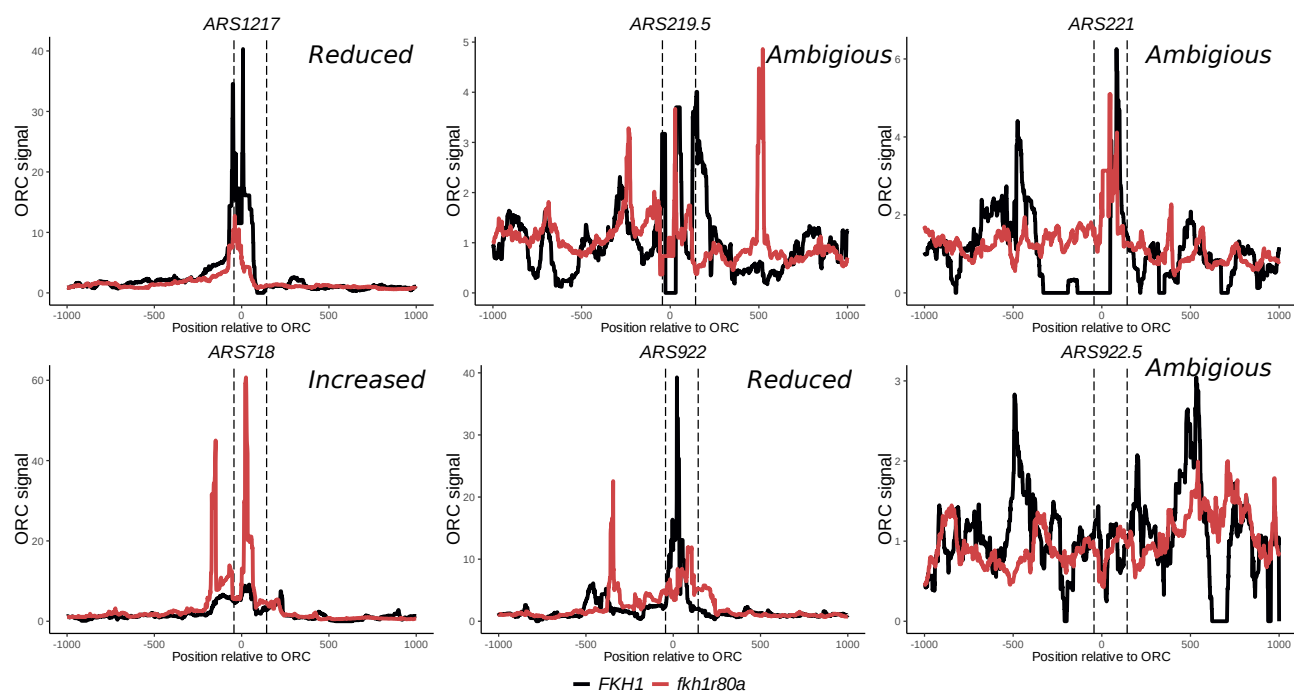 ARS1217
Reduced
40
30
20
10
0
ORC signal
-1000
-500
0
500
1000
Position relative to ORC
ARS219.5
Ambigious
5
4
3
2
1
0
ORC signal
-1000
-500
0
500
1000
Position relative to ORC
ARS221
Ambigious
6
4
2
0
ORC signal
-1000
-500
0
500
1000
Position relative to ORC
ARS718
Increased
60
40
20
0
ORC signal
-1000
-500
0
500
1000
Position relative to ORC
ARS922
Reduced
40
30
20
10
0
ORC signal
-1000
-500
0
500
1000
Position relative to ORC
ARS922.5
Ambigious
3
2
1
0
ORC signal
-1000
-500
0
500
1000
Position relative to ORC
FKH1 fkh1r80a